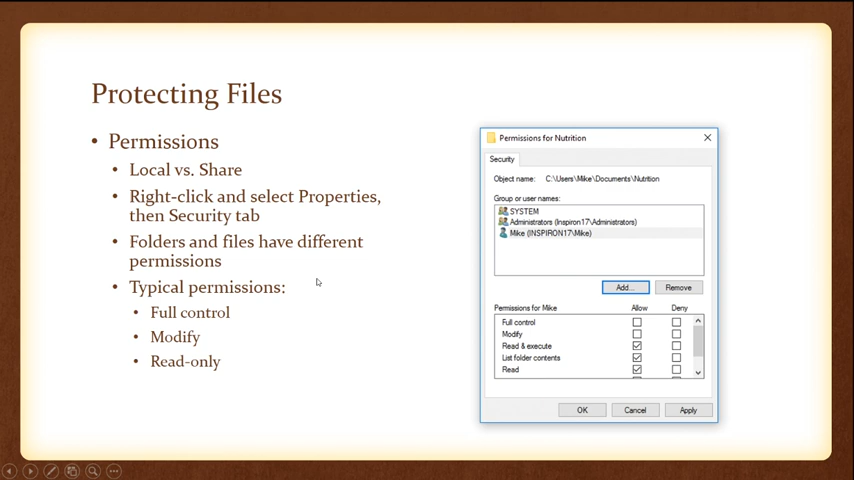 Protecting Files
• Permissions
• Local vs. Share
• Right-click and select Properties,
then Security tab
• Folders and files have different
permissions
• Typical permissions:
• Full control
• Modify
• Read-only
Permissions for Nutrition
Security
Object name: C:\Users\Mike\Documents\Nutrition
Group or user names:
SYSTEM
Administrators (Inspiron17\Administrators)
Mike (INSPIRON17\Mike)
Add... Remove
Permissions for Mike Allow Deny
Full control
Modify
Read & execute
List folder contents
Read
OK Cancel Apply